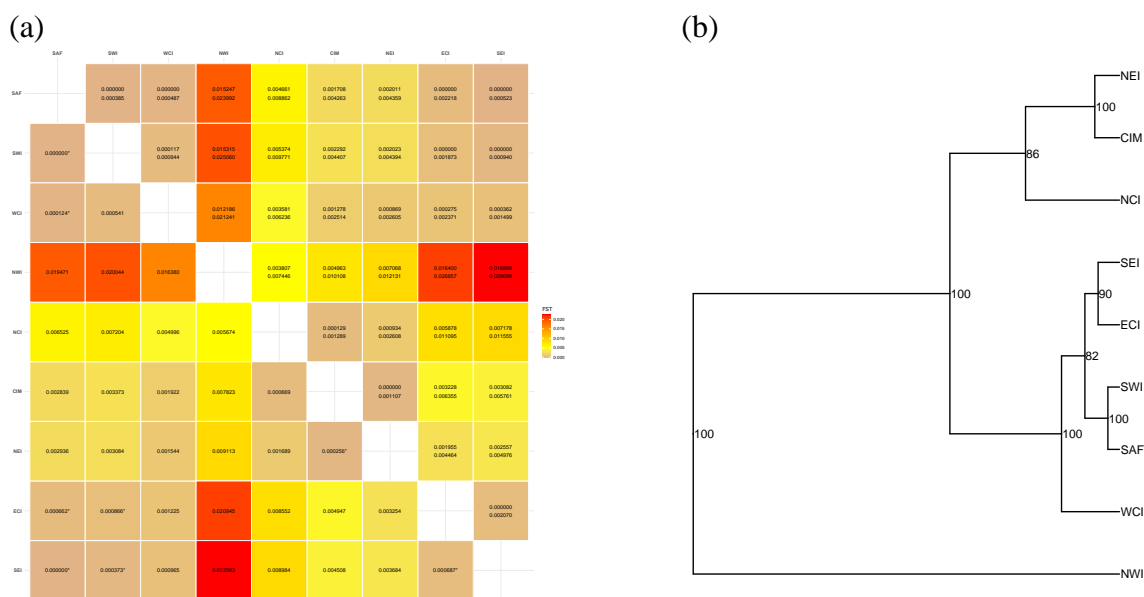 (a)
SAF SWI WCI NWI NCI CIM NEI ECI SEI
SAF
0.000000 0.000000 0.015247 0.004661 0.001708 0.002011 0.000000 0.000000
0.000385 0.000487 0.023992 0.008862 0.004263 0.004359 0.002218 0.000523
SWI 0.000000*
0.000117 0.015315 0.005374 0.002292 0.002023 0.000000 0.000000
0.000944 0.025060 0.009771 0.004407 0.004394 0.001873 0.000940
WCI 0.000124* 0.000541
0.012186 0.003581 0.001278 0.000869 0.000275 0.000362
0.021241 0.006236 0.002514 0.002605 0.002371 0.001499
NWI 0.019471 0.020044 0.016380
0.003807 0.004963 0.007068 0.016400
0.007446 0.010108 0.012131 0.026857
NCI 0.006525 0.007204 0.004996 0.005674
0.000129 0.000934 0.005878 0.007178
0.001289 0.002608 0.011095 0.011555
CIM 0.002839 0.003373 0.001922 0.007823 0.000669
0.000000 0.003228 0.003082
0.001107 0.006355 0.005761
NEI 0.002936 0.003084 0.001544 0.009113 0.001689 0.000256*
0.001955 0.002557
0.004464 0.004976
ECI 0.000662* 0.000866* 0.001225 0.020945 0.008552 0.004947 0.003254
0.000000
0.002070
SEI 0.000000* 0.000373* 0.000965 0.008984 0.004508 0.003684 0.000687*
FST
0.020
0.015
0.010
0.005
0.000
(b)
NEI
100
CIM
86
NCI
SEI
90
ECI
100
82
SWI
100
SAF
100
100
WCI
NWI